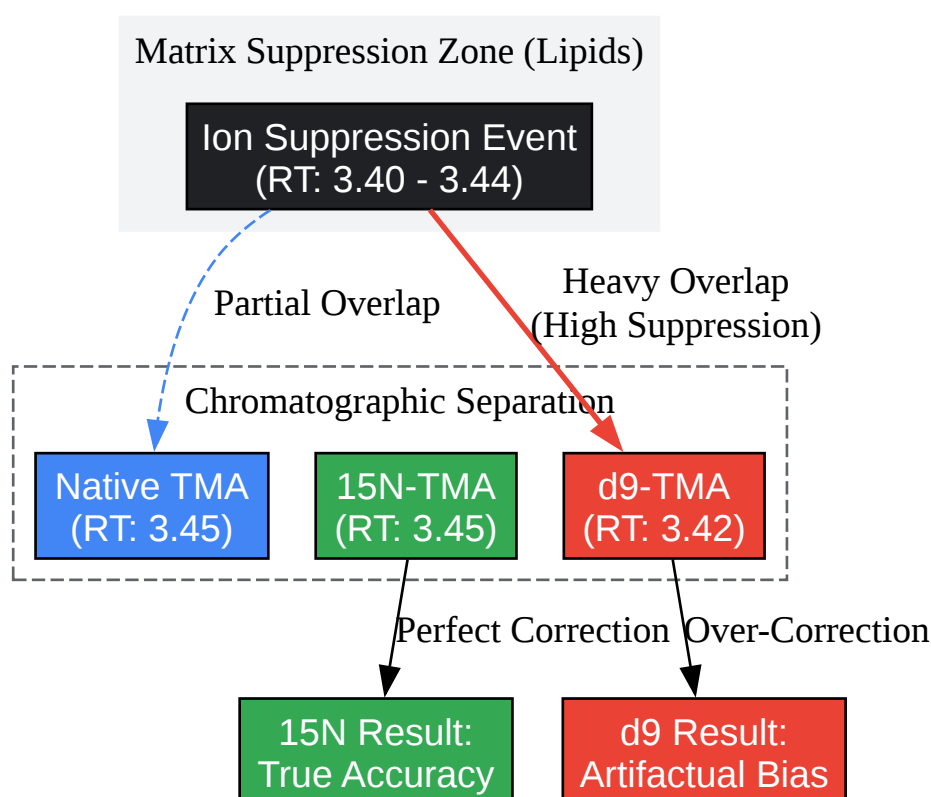 Matrix Suppression Zone (Lipids)
Ion Suppression Event
(RT: 3.40 - 3.44)
Partial Overlap
Heavy Overlap
(High Suppression)
Chromatographic Separation
Native TMA
(RT: 3.45)
15N-TMA
(RT: 3.45)
d9-TMA
(RT: 3.42)
Perfect Correction
Over-Correction
15N Result:
True Accuracy
d9 Result:
Artifactual Bias